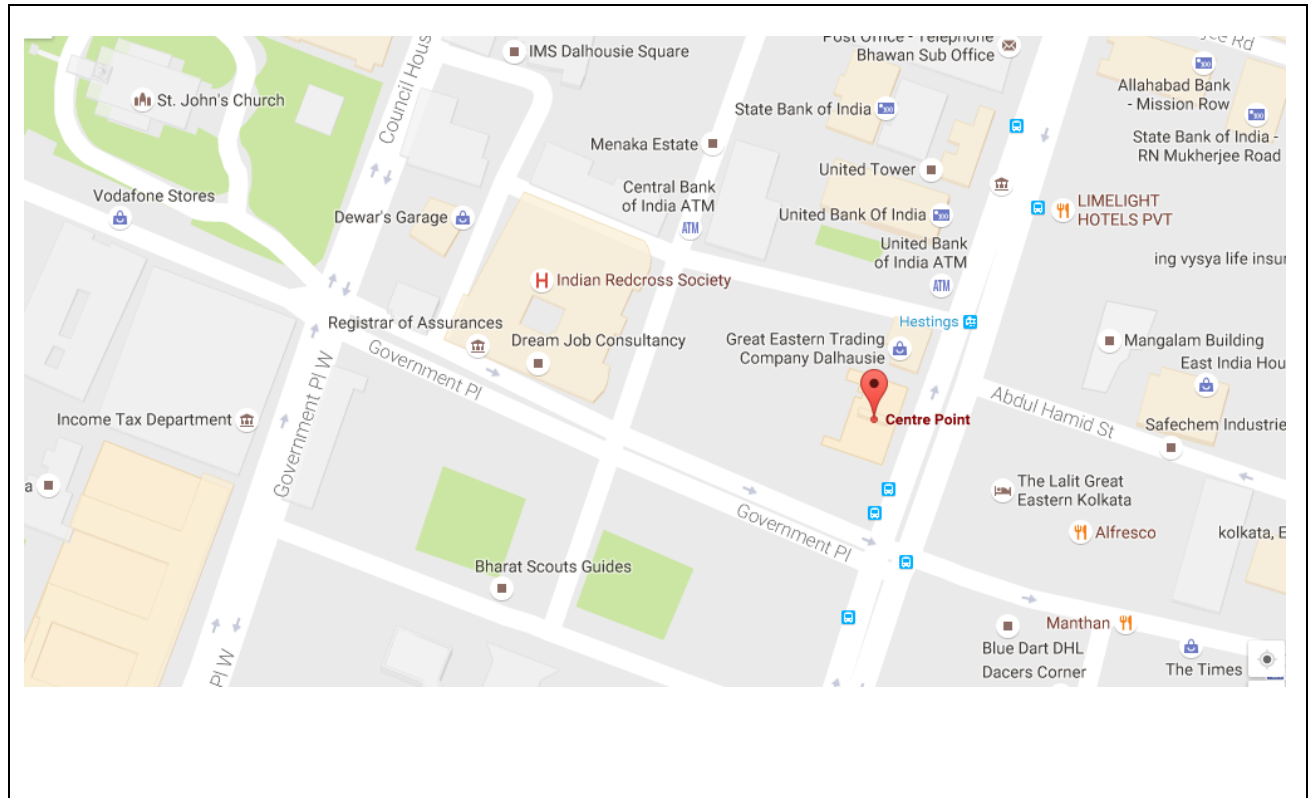 IMS Dalhousie Square
Post Office - Telephone
Bhawan Sub Office
Rd
Allahabad Bank
- Mission Row
St. John's Church
Council Hous
State Bank of India
State Bank of India -
RN Mukherjee Road
Menaka Estate
United Tower
Vodafone Stores
Central Bank
of India ATM
ATM
Dewar's Garage
United Bank Of India
LIMELIGHT
HOTELS PVT
United Bank
of India ATM
ATM
ing vysya life insur
H Indian Redcross Society
Registrar of Assurances
Hestings
Dream Job Consultancy
Great Eastern Trading
Company Dalhausie
Mangalam Building
East India Hou
Government Pl
Government Pl W
Income Tax Department
Centre Point
Abdul Hamid St
Safechem Industrie
a
The Lalit Great
Eastern Kolkata
Government Pl
Alfresco
kolkata, E
Bharat Scouts Guides
Manthan
Blue Dart DHL
Dacers Corner
The Times
Pl W